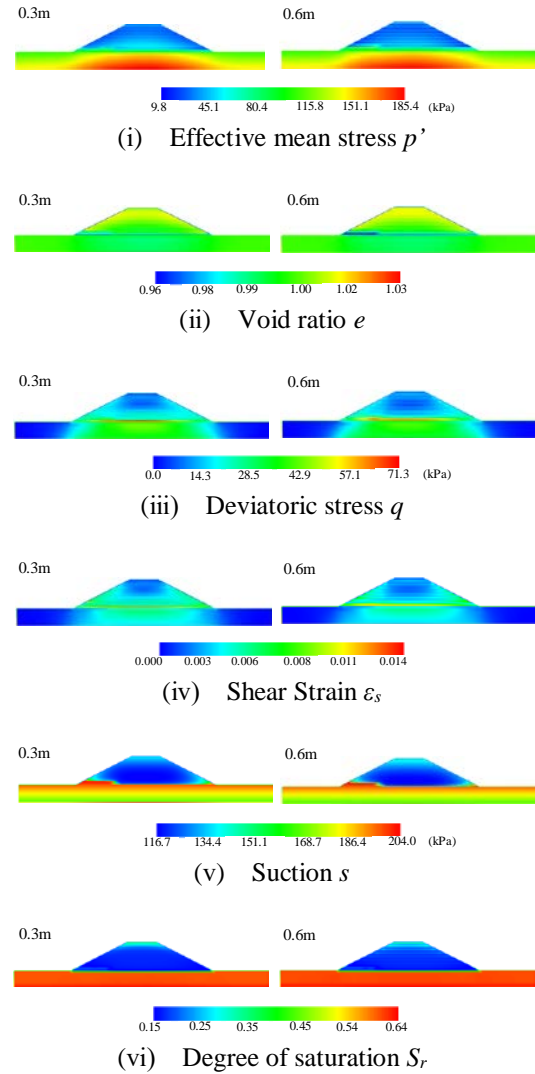 0.3m 0.6m
9.8 45.1 80.4 115.8 151.1 185.4 (kPa)
(i) Effective mean stress p’
0.3m 0.6m
0.96 0.98 0.99 1.00 1.02 1.03
(ii) Void ratio e
0.3m 0.6m
0.0 14.3 28.5 42.9 57.1 71.3 (kPa)
(iii) Deviatoric stress q
0.3m 0.6m
0.000 0.003 0.006 0.008 0.011 0.014
(iv) Shear Strain εs
0.3m 0.6m
116.7 134.4 151.1 168.7 186.4 204.0 (kPa)
(v) Suction s
0.3m 0.6m
0.15 0.25 0.35 0.45 0.54 0.64
(vi) Degree of saturation Sr